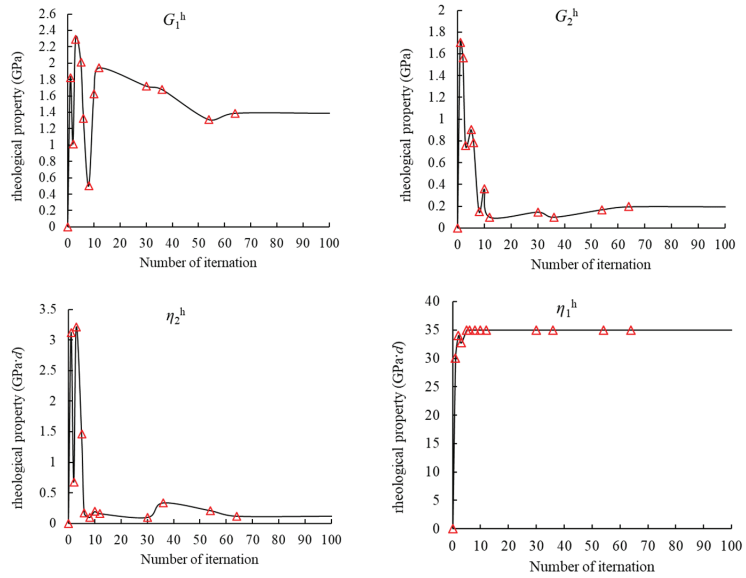 G₁ʰ
rheological property (GPa)
2.6
2.4
2.2
2
1.8
1.6
1.4
1.2
1
0.8
0.6
0.4
0.2
0
0 10 20 30 40 50 60 70 80 90 100
Number of iternation
G₂ʰ
rheological property (GPa)
2
1.8
1.6
1.4
1.2
1
0.8
0.6
0.4
0.2
0
0 10 20 30 40 50 60 70 80 90 100
Number of iternation
η₂ʰ
rheological property (GPa·d)
3.5
3
2.5
2
1.5
1
0.5
0
0 10 20 30 40 50 60 70 80 90 100
Number of iternation
η₁ʰ
rheological property (GPa·d)
40
35
30
25
20
15
10
5
0
0 10 20 30 40 50 60 70 80 90 100
Number of iternation